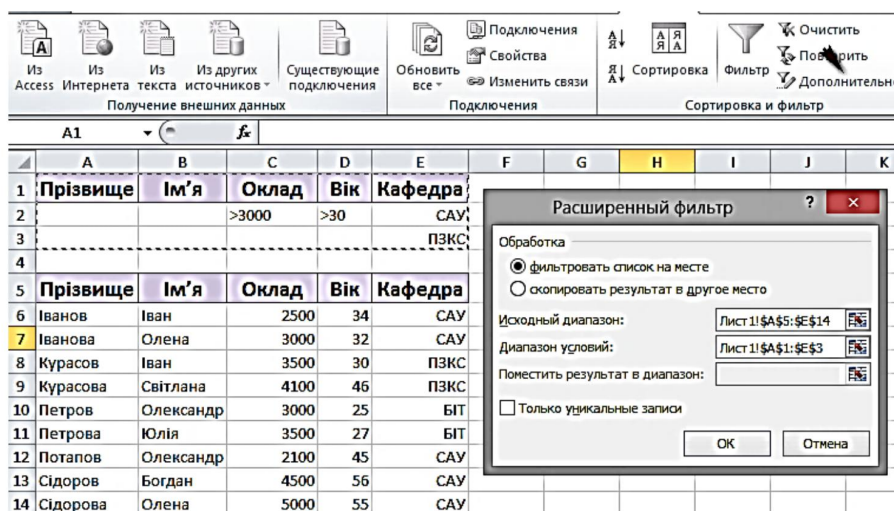 Из Access
Из Интернета
Из текста
Из других источников
Существующие подключения
Получение внешних данных
Обновить все
Подключения
Свойства
Изменить связи
Подключения
А Я
Я А
Сортировка
Фильтр
Очистить
Дополнительн
Сортировка и фильтр
A1
fx
A B C D E F G H I J K
1 Прізвище Ім’я Оклад Вік Кафедра
2 >3000 >30 САУ
3 ПЗКС
4
5 Прізвище Ім’я Оклад Вік Кафедра
6 Іванов Іван 2500 34 САУ
7 Іванова Олена 3000 32 САУ
8 Курасов Іван 3500 30 ПЗКС
9 Курасова Світлана 4100 46 ПЗКС
10 Петров Олександр 3000 25 БІТ
11 Петрова Юлія 3500 27 БІТ
12 Потапов Олександр 2100 45 САУ
13 Сідоров Богдан 4500 56 САУ
14 Сідорова Олена 5000 55 САУ
Расширенный фильтр
Обработка
фильтровать список на месте
скопировать результат в другое место
Исходный диапазон: Лист1!$A$5:$E$14
Диапазон условий: Лист1!$A$1:$E$3
Поместить результат в диапазон:
Только уникальные записи
ОК Отмена